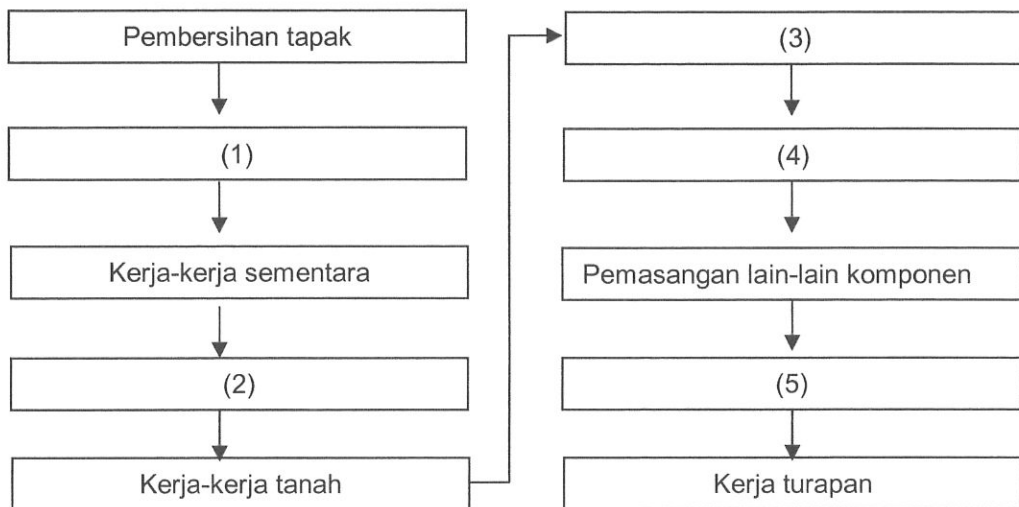 Pembersihan tapak
(1)
Kerja-kerja sementara
(2)
Kerja-kerja tanah
(3)
(4)
Pemasangan lain-lain komponen
(5)
Kerja turapan